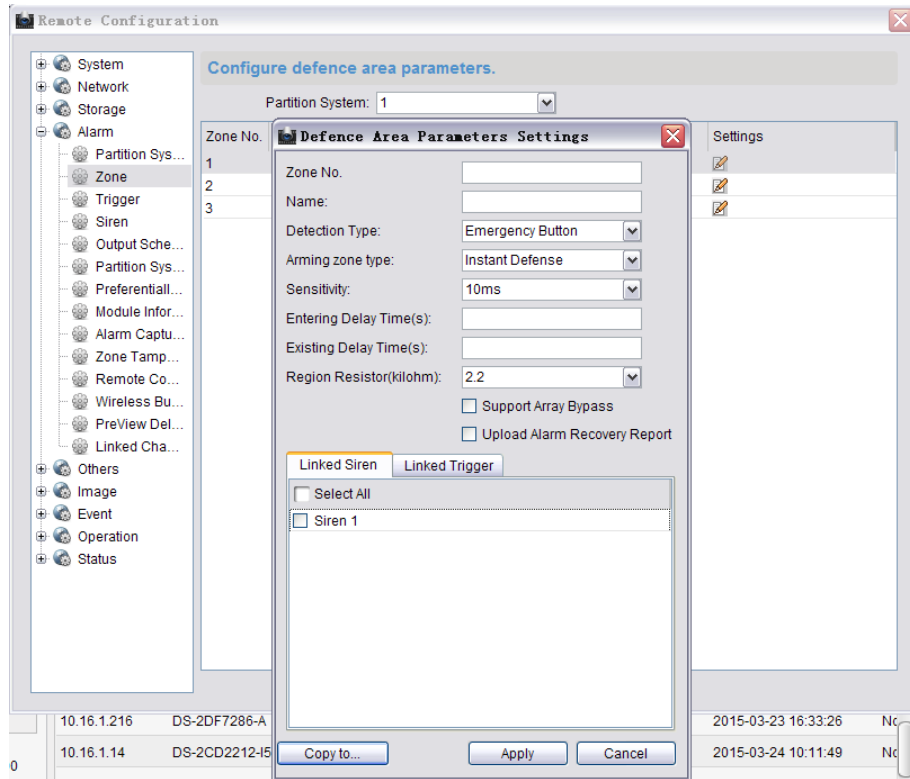 Remote Configuration
System
Network
Storage
Alarm
Partition Sys...
Zone
Trigger
Siren
Output Sche...
Partition Sys...
Preferentiall...
Module Infor...
Alarm Captu...
Zone Tamp...
Remote Co...
Wireless Bu...
PreView Del...
Linked Cha...
Others
Image
Event
Operation
Status
Configure defence area parameters.
Partition System: 1
Zone No.
Settings
1
2
3
Defence Area Parameters Settings
Zone No.
Name:
Detection Type: Emergency Button
Arming zone type: Instant Defense
Sensitivity: 10ms
Entering Delay Time(s):
Existing Delay Time(s):
Region Resistor(kilohm): 2.2
Support Array Bypass
Upload Alarm Recovery Report
Linked Siren Linked Trigger
Select All
Siren 1
Copy to... Apply Cancel
10.16.1.216 DS-2DF7286-A 2015-03-23 16:33:26
10.16.1.14 DS-2CD2212-I5 2015-03-24 10:11:49